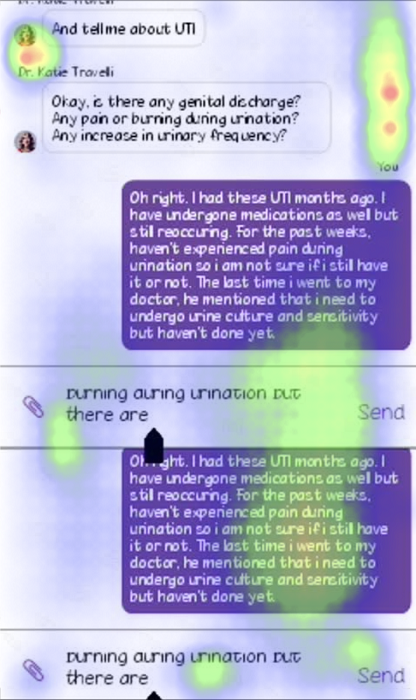 Dr. Katie Travelli
And tell me about UTI
Dr. Katie Travelli
Okay, is there any genital discharge?
Any pain or burning during urination?
Any increase in urinary frequency?
You
Oh right. I had these UTI months ago. I
have undergone medications as well but
still reoccuring. For the past weeks,
haven't experienced pain during
urination so i am not sure if i still have
it or not. The last time i went to my
doctor, he mentioned that i need to
undergo urine culture and sensitivity
but haven't done yet.
burning during urination but
there are
Send
Oh right. I had these UTI months ago. I
have undergone medications as well but
still reoccuring. For the past weeks,
haven't experienced pain during
urination so i am not sure if i still have
it or not. The last time i went to my
doctor, he mentioned that i need to
undergo urine culture and sensitivity
but haven't done yet.
burning during urination but
there are
Send